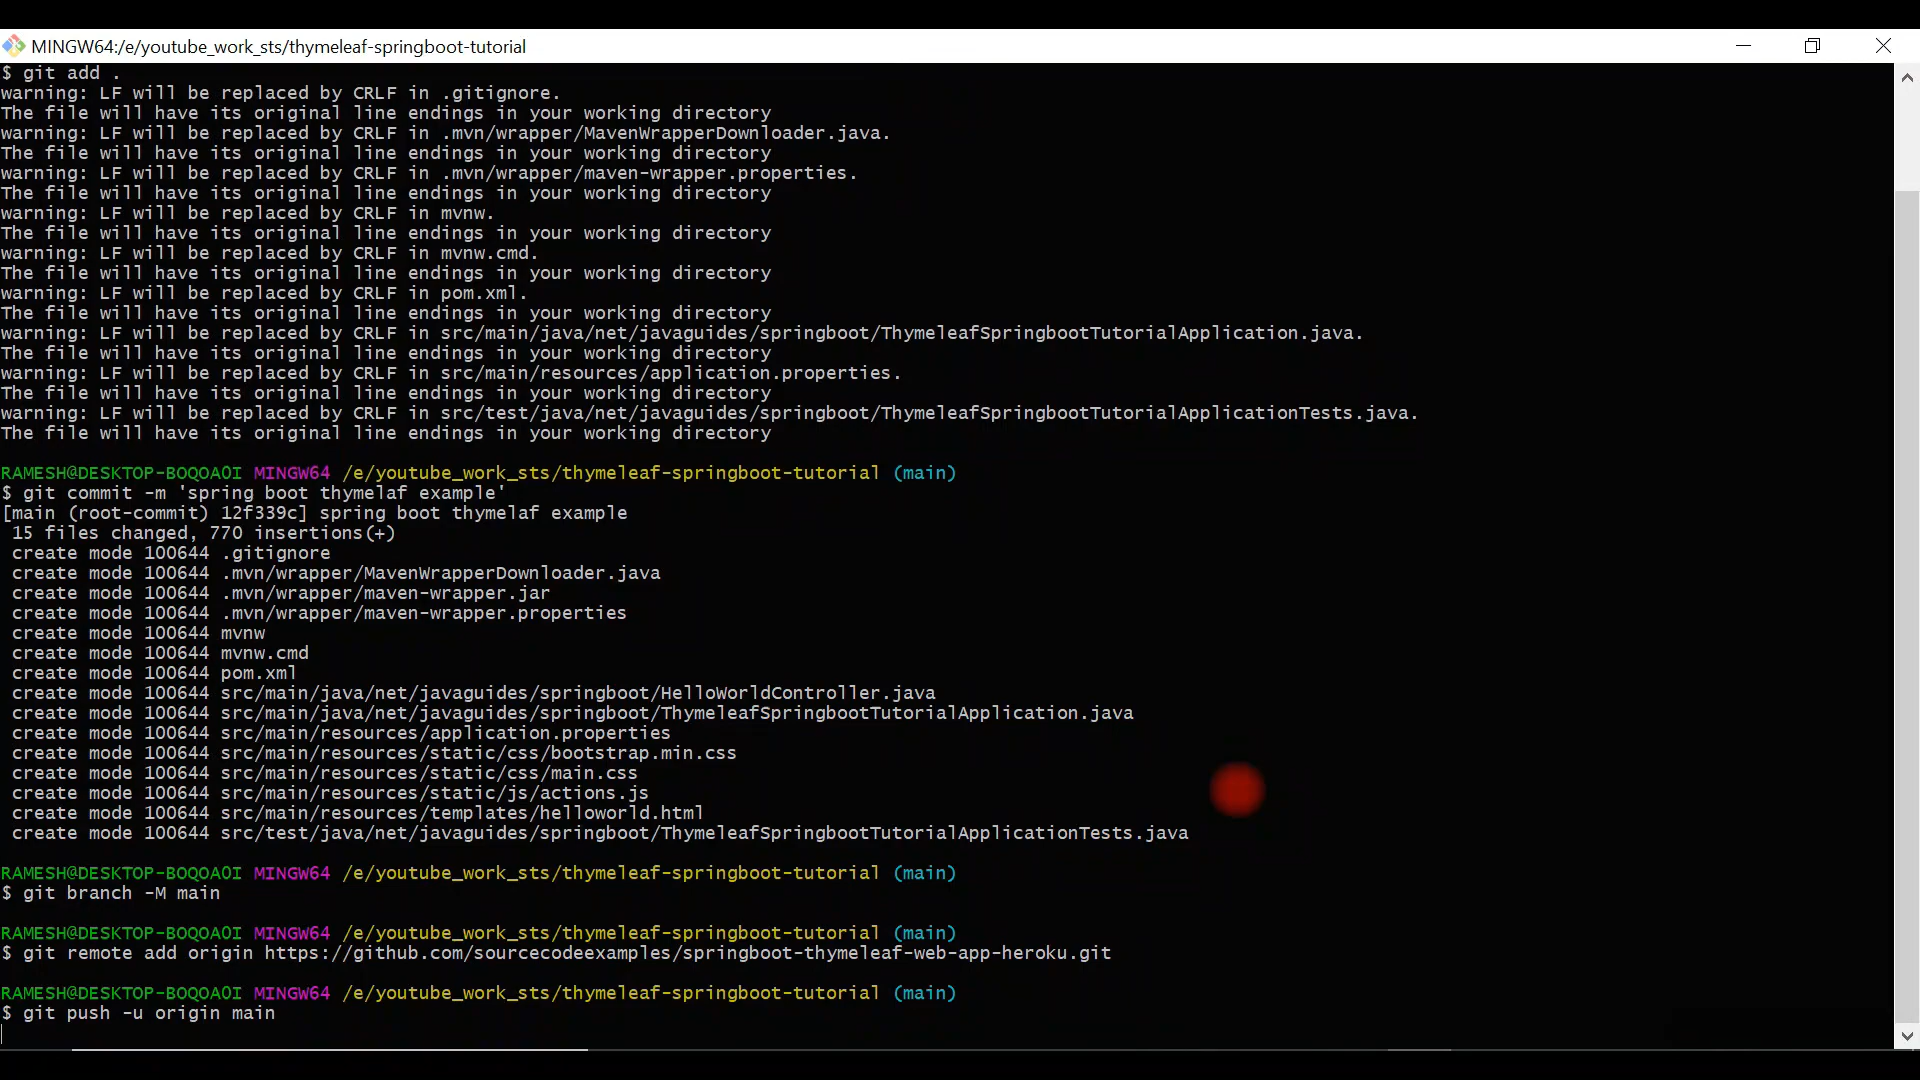 MINGW64:/e/youtube_work_sts/thymeleaf-springboot-tutorial
$ git add .
warning: LF will be replaced by CRLF in .gitignore.
The file will have its original line endings in your working directory
warning: LF will be replaced by CRLF in .mvn/wrapper/MavenWrapperDownloader.java.
The file will have its original line endings in your working directory
warning: LF will be replaced by CRLF in .mvn/wrapper/maven-wrapper.properties.
The file will have its original line endings in your working directory
warning: LF will be replaced by CRLF in mvnw.
The file will have its original line endings in your working directory
warning: LF will be replaced by CRLF in mvnw.cmd.
The file will have its original line endings in your working directory
warning: LF will be replaced by CRLF in pom.xml.
The file will have its original line endings in your working directory
warning: LF will be replaced by CRLF in src/main/java/net/javaguides/springboot/ThymeleafSpringbootTutorialApplication.java.
The file will have its original line endings in your working directory
warning: LF will be replaced by CRLF in src/main/resources/application.properties.
The file will have its original line endings in your working directory
warning: LF will be replaced by CRLF in src/test/java/net/javaguides/springboot/ThymeleafSpringbootTutorialApplicationTests.java.
The file will have its original line endings in your working directory
RAMESH@DESKTOP-BOQOA0I MINGW64 /e/youtube_work_sts/thymeleaf-springboot-tutorial (main)
$ git commit -m 'spring boot thymelaf example'
[main (root-commit) 12f339c] spring boot thymelaf example
15 files changed, 770 insertions(+)
create mode 100644 .gitignore
create mode 100644 .mvn/wrapper/MavenWrapperDownloader.java
create mode 100644 .mvn/wrapper/maven-wrapper.jar
create mode 100644 .mvn/wrapper/maven-wrapper.properties
create mode 100644 mvnw
create mode 100644 mvnw.cmd
create mode 100644 pom.xml
create mode 100644 src/main/java/net/javaguides/springboot/HelloWorldController.java
create mode 100644 src/main/java/net/javaguides/springboot/ThymeleafSpringbootTutorialApplication.java
create mode 100644 src/main/resources/application.properties
create mode 100644 src/main/resources/static/css/bootstrap.min.css
create mode 100644 src/main/resources/static/css/main.css
create mode 100644 src/main/resources/static/js/actions.js
create mode 100644 src/main/resources/templates/helloworld.html
create mode 100644 src/test/java/net/javaguides/springboot/ThymeleafSpringbootTutorialApplicationTests.java
RAMESH@DESKTOP-BOQOA0I MINGW64 /e/youtube_work_sts/thymeleaf-springboot-tutorial (main)
$ git branch -M main
RAMESH@DESKTOP-BOQOA0I MINGW64 /e/youtube_work_sts/thymeleaf-springboot-tutorial (main)
$ git remote add origin https://github.com/sourcecodeexamples/springboot-thymeleaf-web-app-heroku.git
RAMESH@DESKTOP-BOQOA0I MINGW64 /e/youtube_work_sts/thymeleaf-springboot-tutorial (main)
$ git push -u origin main